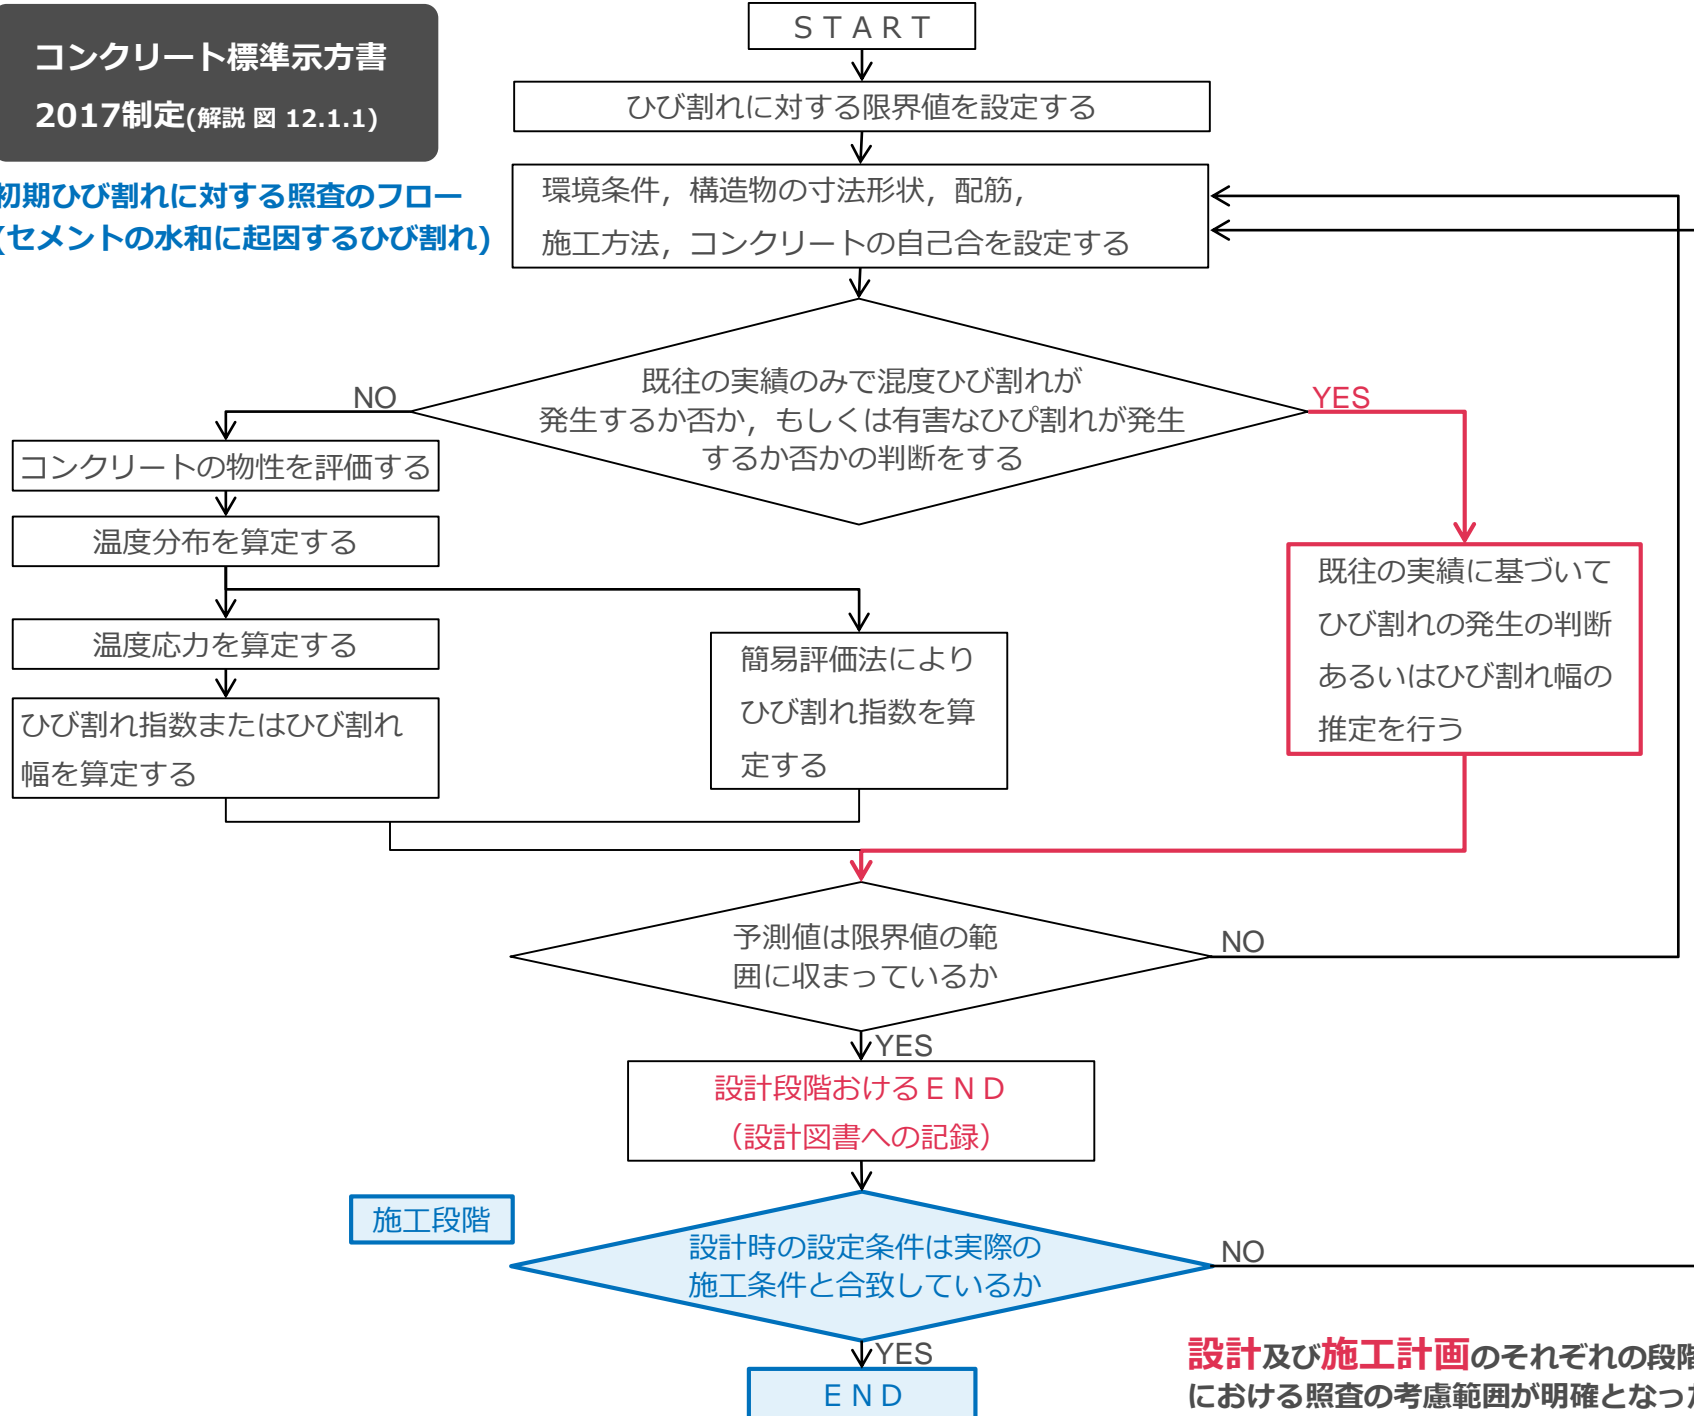 コンクリート標準示方書
2017制定(解説 図 12.1.1)
初期ひび割れに対する照査のフロー
(セメントの水和に起因するひび割れ)
ＳＴＡＲＴ
ひび割れに対する限界値を設定する
環境条件，構造物の寸法形状，配筋，
施工方法，コンクリートの自己合を設定する
既往の実績のみで混度ひび割れが
発生するか否か，もしくは有害なひぴ割れが発生
するか否かの判断をする
NO
YES
コンクリートの物性を評価する
温度分布を算定する
温度応力を算定する
ひび割れ指数またはひび割れ
幅を算定する
簡易評価法により
ひび割れ指数を算
定する
既往の実績に基づいて
ひび割れの発生の判断
あるいはひび割れ幅の
推定を行う
予測値は限界値の範
囲に収まっているか
NO
YES
設計段階おけるＥＮＤ
（設計図書への記録）
施工段階
設計時の設定条件は実際の
施工条件と合致しているか
NO
YES
ＥＮＤ
設計及び施工計画のそれぞれの段階
における照査の考慮範囲が明確となった